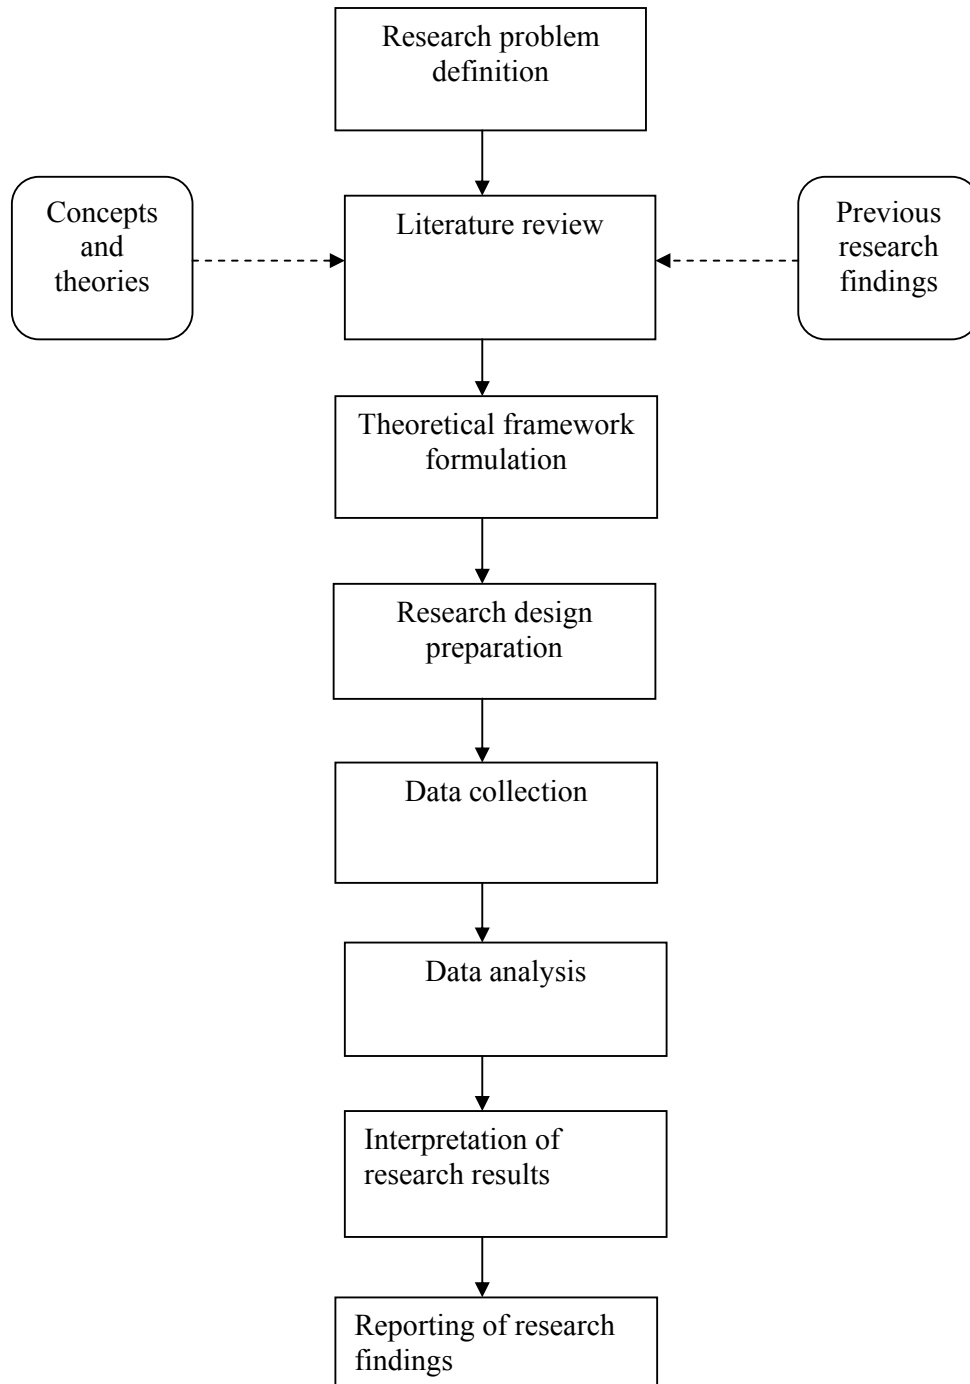 Research problem
definition
Concepts
and
theories
Literature review
Previous
research
findings
Theoretical framework
formulation
Research design
preparation
Data collection
Data analysis
Interpretation of
research results
Reporting of research
findings